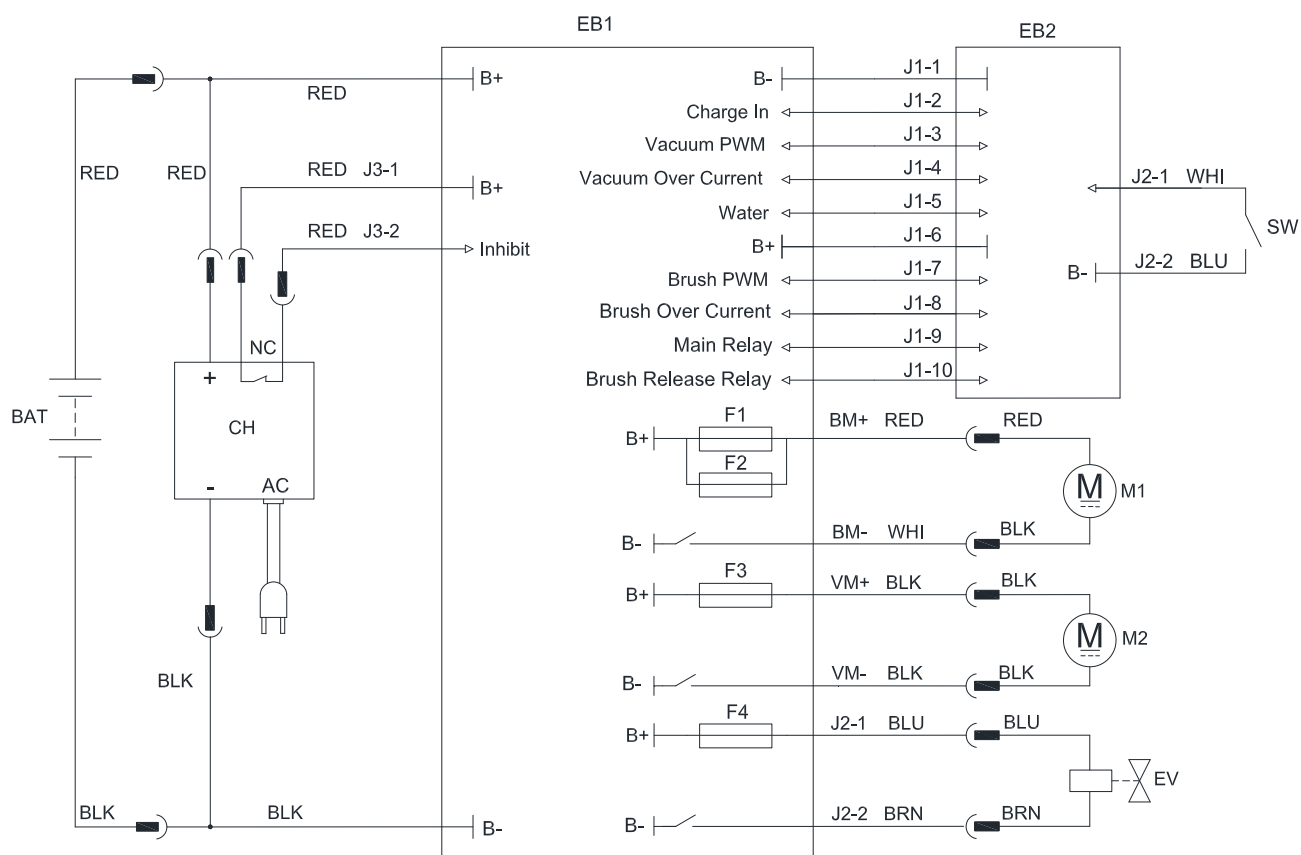 EB1
EB2
B+
B-
J1-1
RED
Charge In
J1-2
Vacuum PWM
J1-3
RED
RED
RED J3-1
B+
Vacuum Over Current
J1-4
J2-1 WHI
Water
J1-5
SW
RED J3-2
Inhibit
B+
J1-6
B-
J2-2 BLU
Brush PWM
J1-7
Brush Over Current
J1-8
NC
Main Relay
J1-9
+
Brush Release Relay
J1-10
BAT
CH
B+
F1
BM+ RED
RED
F2
-
AC
M
M1
B-
BM- WHI
BLK
B+
F3
VM+ BLK
BLK
M
M2
BLK
B-
VM- BLK
BLK
B+
F4
J2-1 BLU
BLU
EV
BLK
BLK
B-
B-
J2-2 BRN
BRN